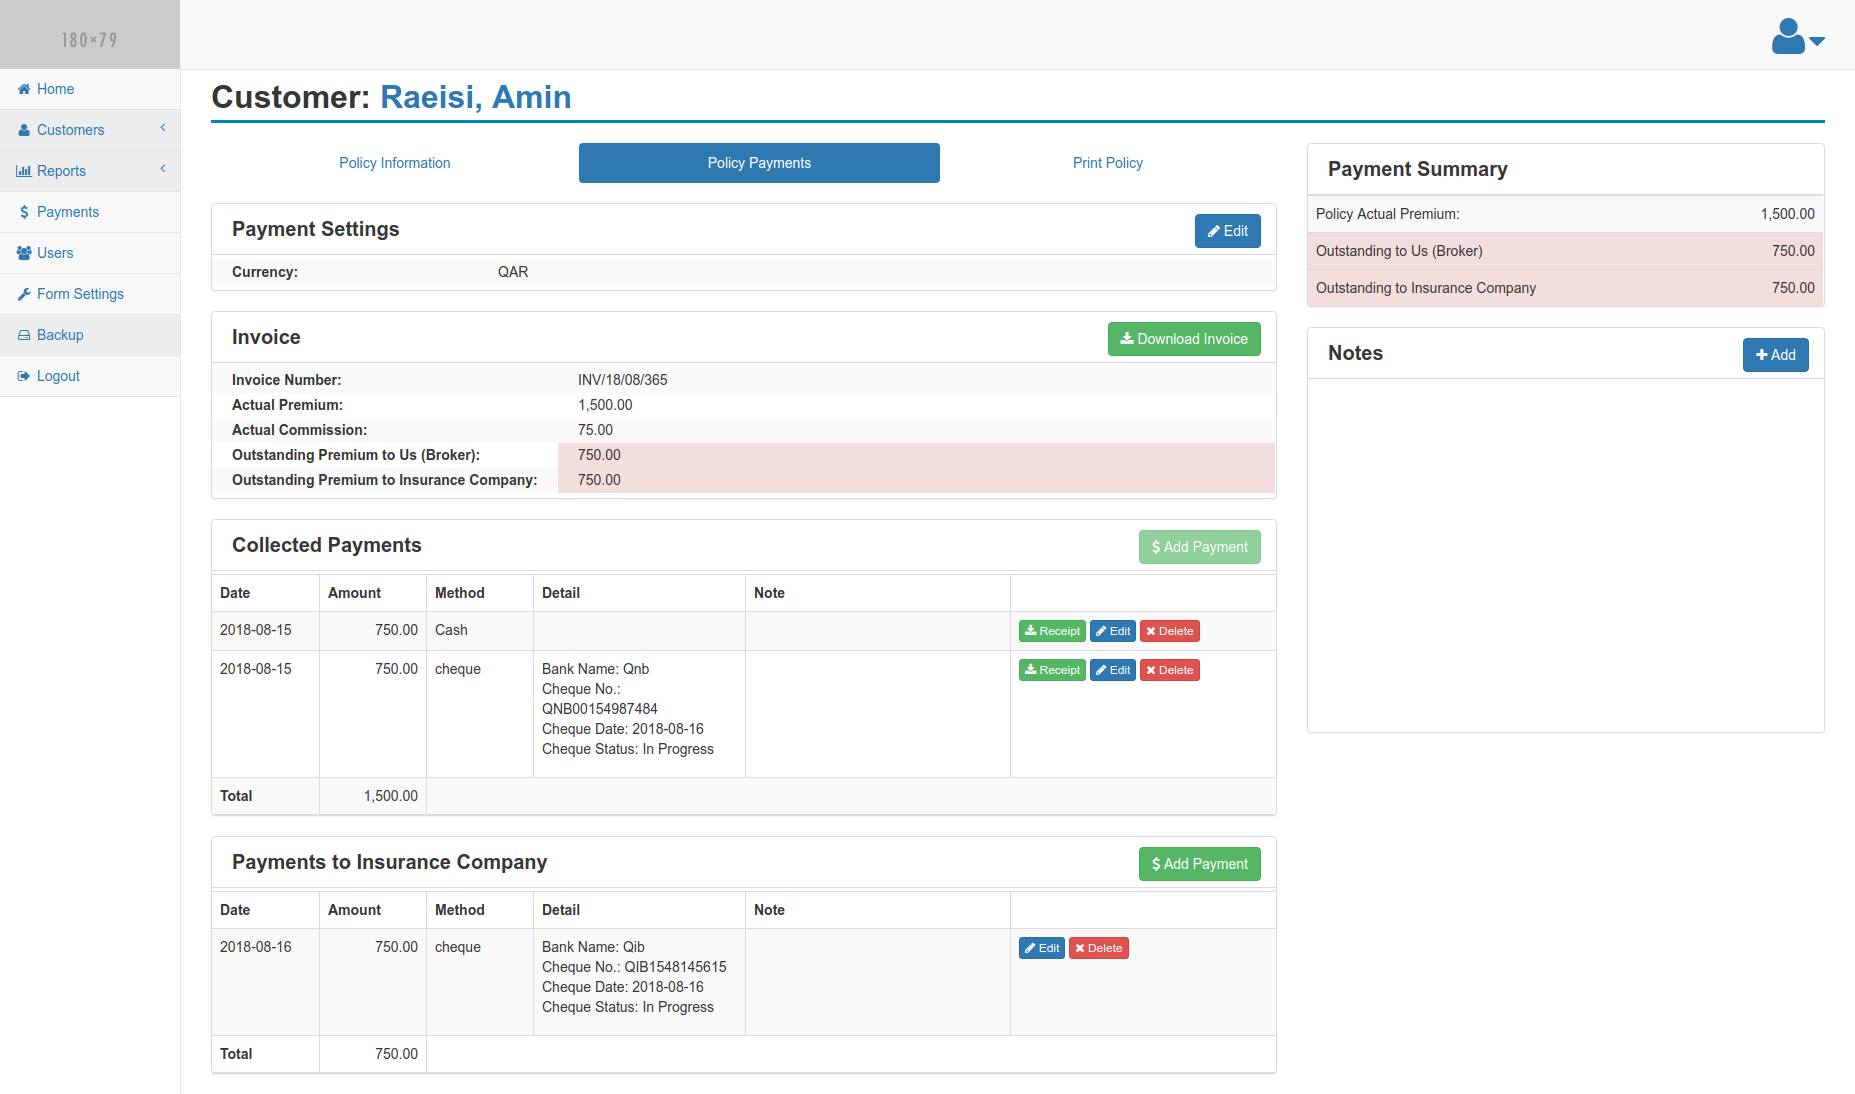 180×79
Home
Customers
Reports
Payments
Users
Form Settings
Backup
Logout
Customer: Raeisi, Amin
Policy Information Policy Payments Print Policy
Payment Settings Edit
Currency: QAR
Invoice Download Invoice
Invoice Number: INV/18/08/365
Actual Premium: 1,500.00
Actual Commission: 75.00
Outstanding Premium to Us (Broker): 750.00
Outstanding Premium to Insurance Company: 750.00
Collected Payments $ Add Payment
Date Amount Method Detail Note
2018-08-15 750.00 Cash Receipt Edit Delete
2018-08-15 750.00 cheque Bank Name: Qnb Receipt Edit Delete
Cheque No.:
QNB00154987484
Cheque Date: 2018-08-16
Cheque Status: In Progress
Total 1,500.00
Payments to Insurance Company $ Add Payment
Date Amount Method Detail Note
2018-08-16 750.00 cheque Bank Name: Qib Edit Delete
Cheque No.: QIB1548145615
Cheque Date: 2018-08-16
Cheque Status: In Progress
Total 750.00
Payment Summary
Policy Actual Premium: 1,500.00
Outstanding to Us (Broker) 750.00
Outstanding to Insurance Company 750.00
Notes Add